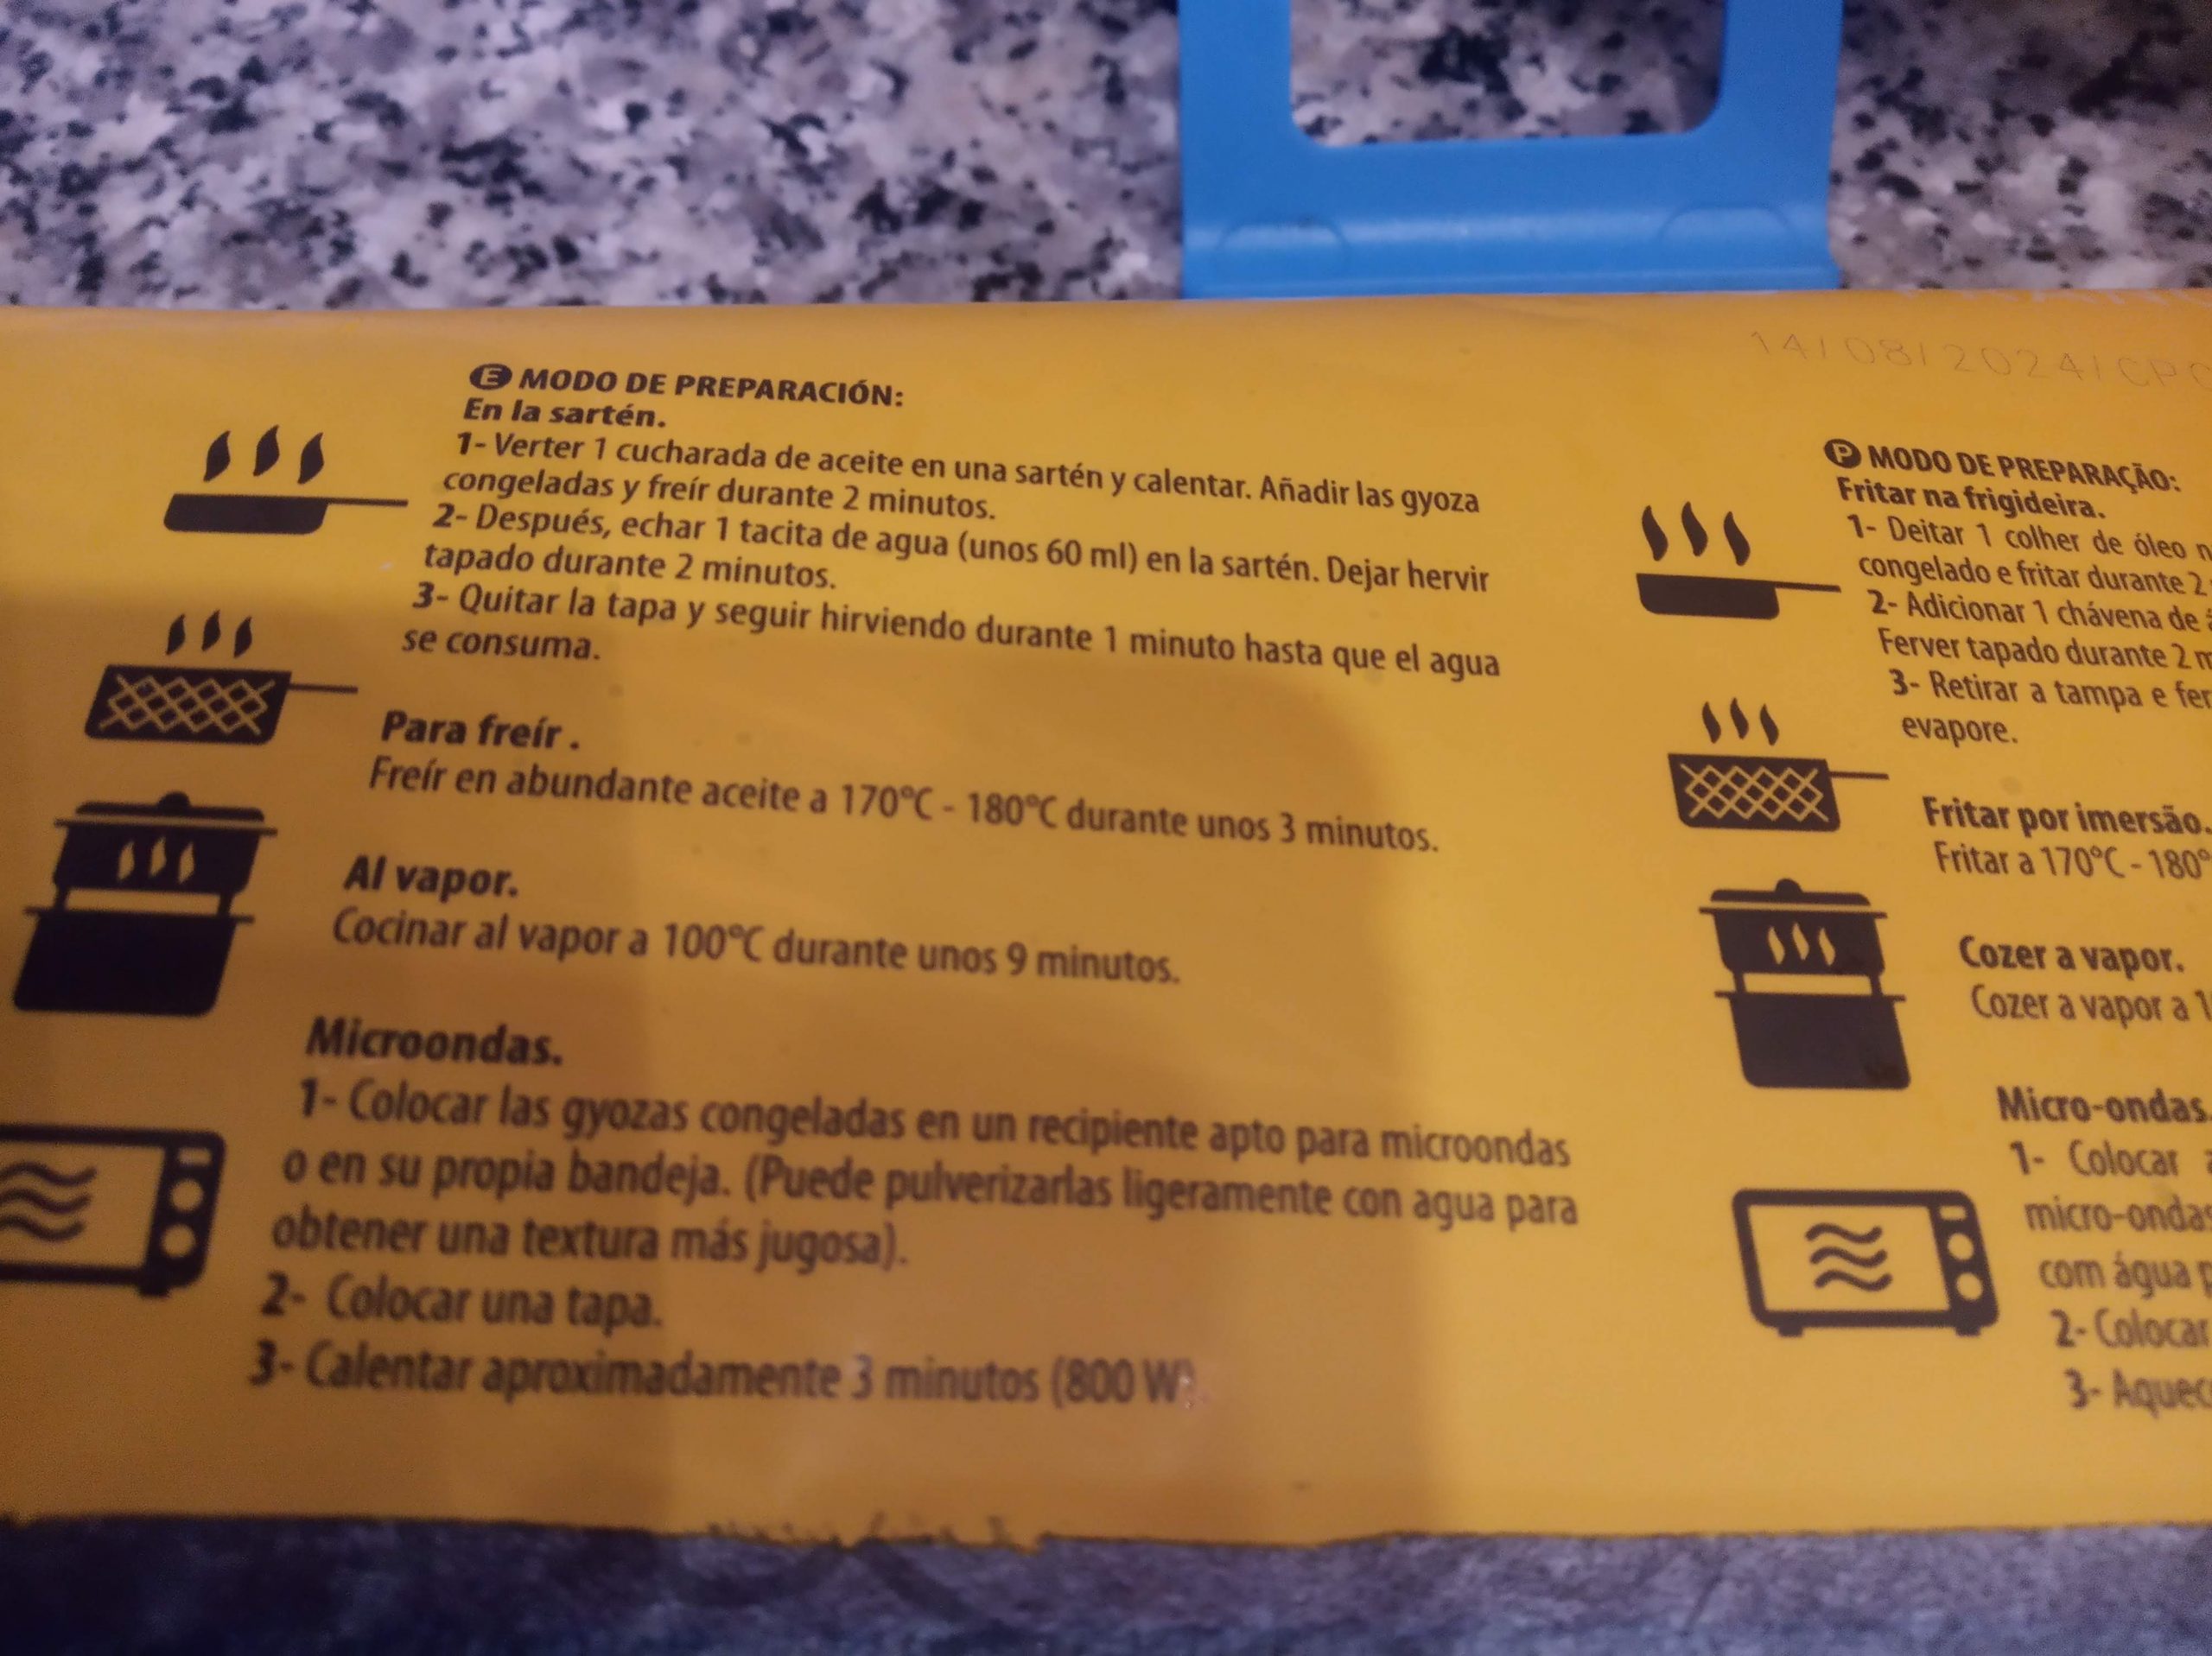 E MODO DE PREPARACIÓN:
En la sartén.
1- Verter 1 cucharada de aceite en una sartén y calentar. Añadir las gyoza
congeladas y freír durante 2 minutos.
2- Después, echar 1 tacita de agua (unos 60 ml) en la sartén. Dejar hervir
tapado durante 2 minutos.
3- Quitar la tapa y seguir hirviendo durante 1 minuto hasta que el agua
se consuma.
Para freír.
Freír en abundante aceite a 170°C - 180°C durante unos 3 minutos.
Al vapor.
Cocinar al vapor a 100°C durante unos 9 minutos.
Microondas.
1- Colocar las gyozas congeladas en un recipiente apto para microondas
o en su propia bandeja. (Puede pulverizarlas ligeramente con agua para
obtener una textura más jugosa).
2- Colocar una tapa.
3- Calentar aproximadamente 3 minutos (800 W).
14/08/2024/CP
P MODO DE PREPARAÇÃO:
Fritar na frigideira.
1- Deitar 1 colher de óleo
congelado e fritar durante 2
2- Adicionar 1 chávena de
Ferver tapado durante 2
3- Retirar a tampa e
evapore.
Fritar por imersão.
Fritar a 170°C - 180°
Cozer a vapor.
Cozer a vapor a
Micro-ondas.
1- Colocar
micro-ondas
com água
2- Colocar
3-